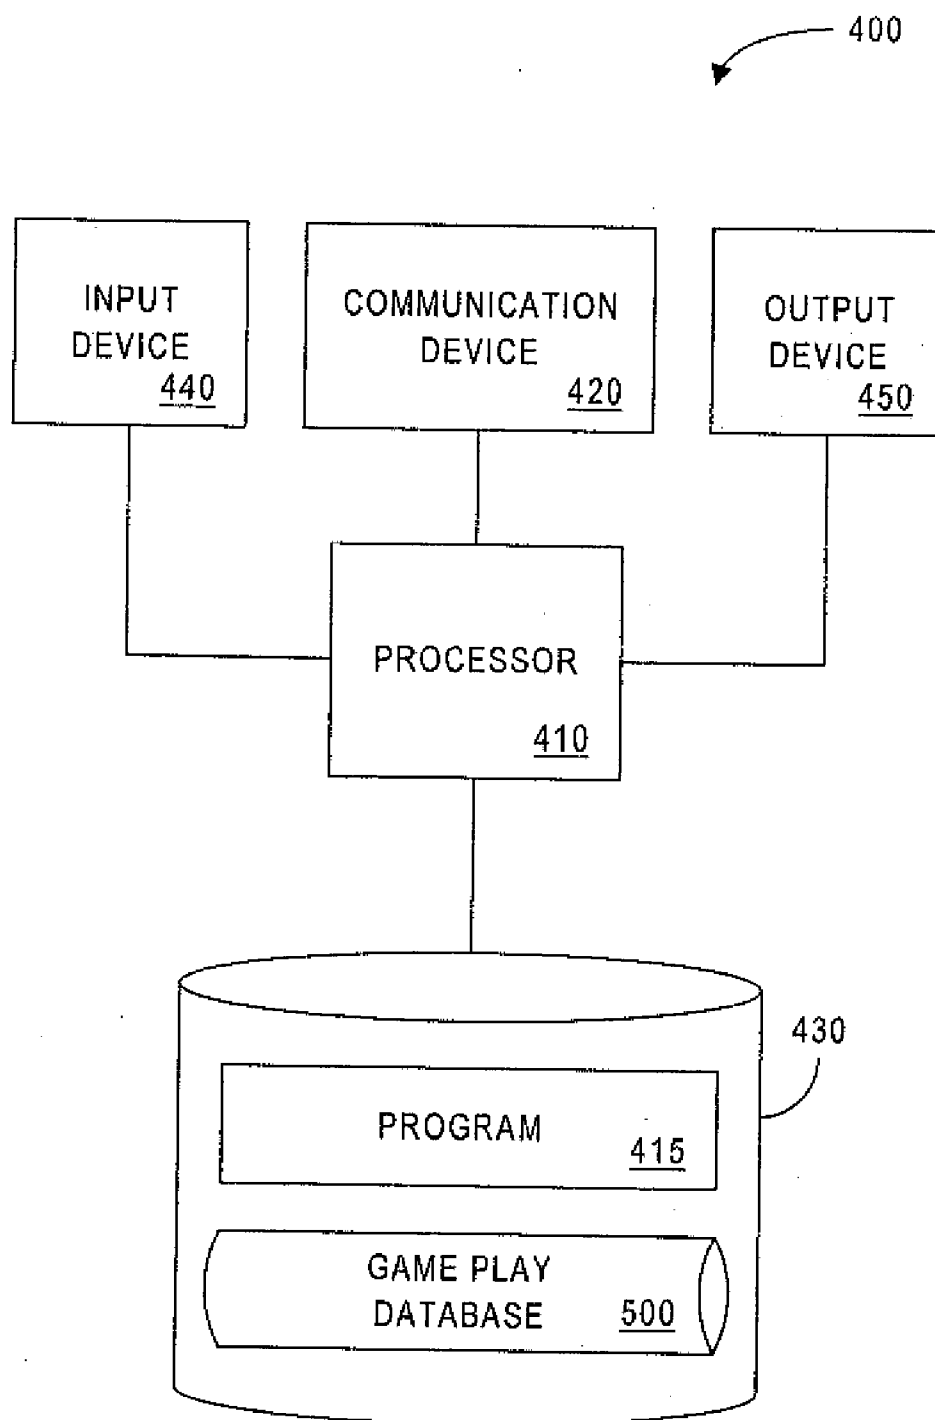 400
INPUT
DEVICE
440
COMMUNICATION
DEVICE
420
OUTPUT
DEVICE
450
PROCESSOR
410
430
PROGRAM
415
GAME PLAY
DATABASE
500